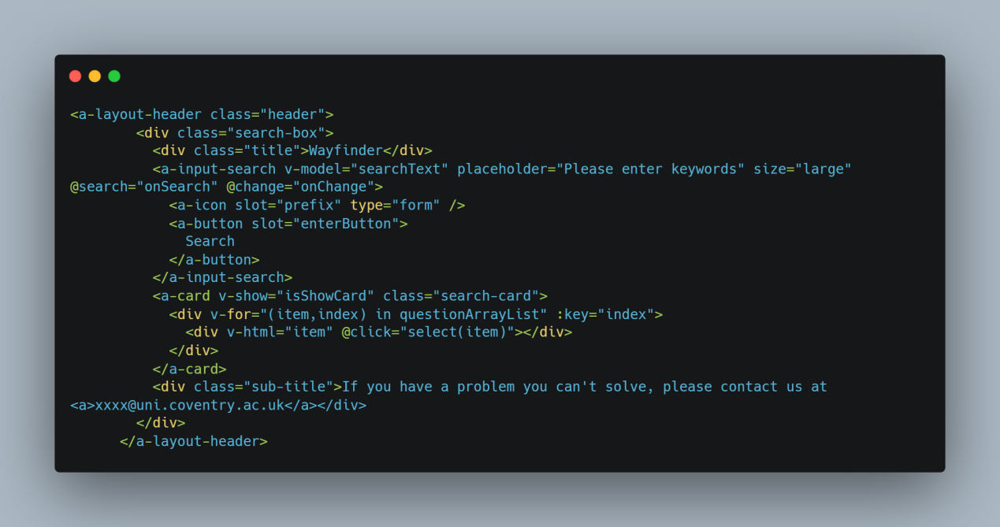 <a-layout-header class="header">
        <div class="search-box">
          <div class="title">Wayfinder</div>
          <a-input-search v-model="searchText" placeholder="Please enter keywords" size="large"
@search="onSearch" @change="onChange">
            <a-icon slot="prefix" type="form" />
            <a-button slot="enterButton">
              Search
            </a-button>
          </a-input-search>
          <a-card v-show="isShowCard" class="search-card">
            <div v-for="(item,index) in questionArrayList" :key="index">
              <div v-html="item" @click="select(item)"></div>
            </div>
          </a-card>
          <div class="sub-title">If you have a problem you can't solve, please contact us at
<a>xxxx@uni.coventry.ac.uk</a></div>
        </div>
      </a-layout-header>